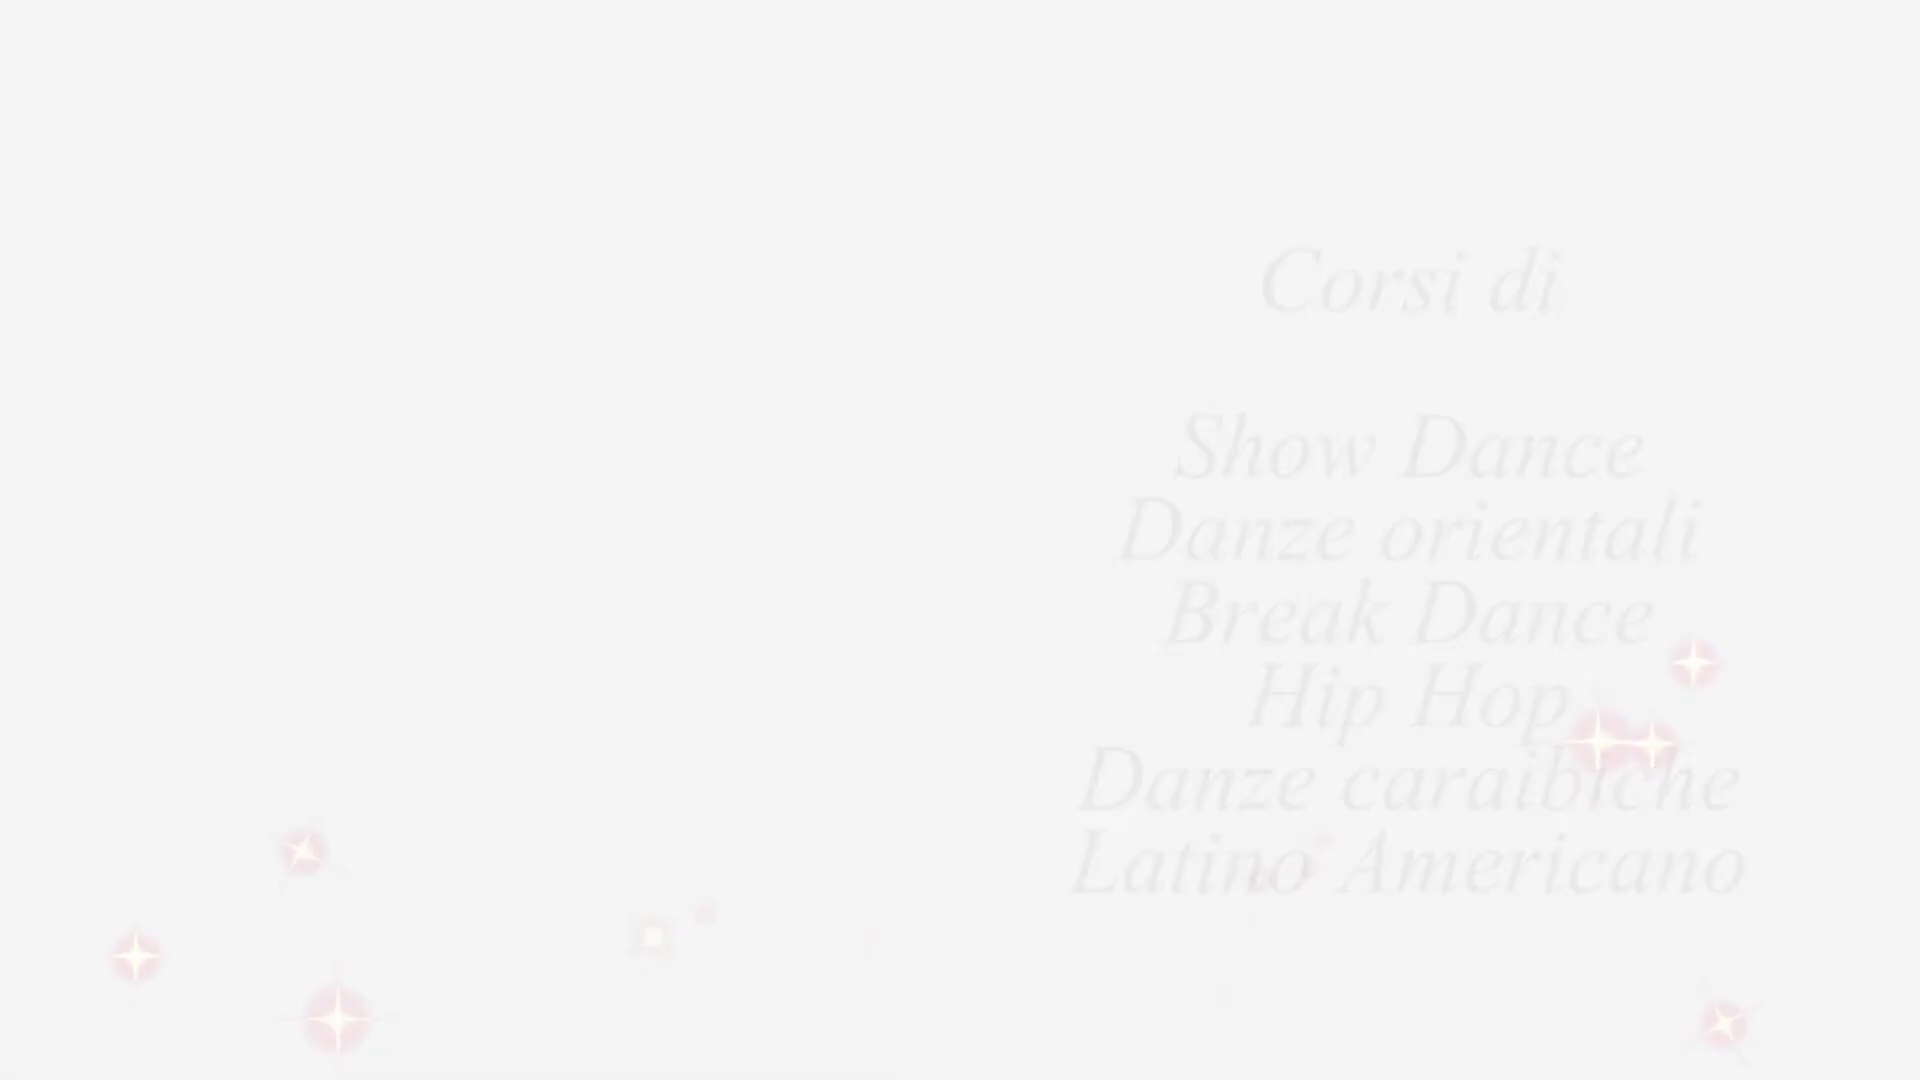 Corsi di
Show Dance
Danze orientali
Break Dance
Hip Hop
Danze caraibiche
Latino Americano